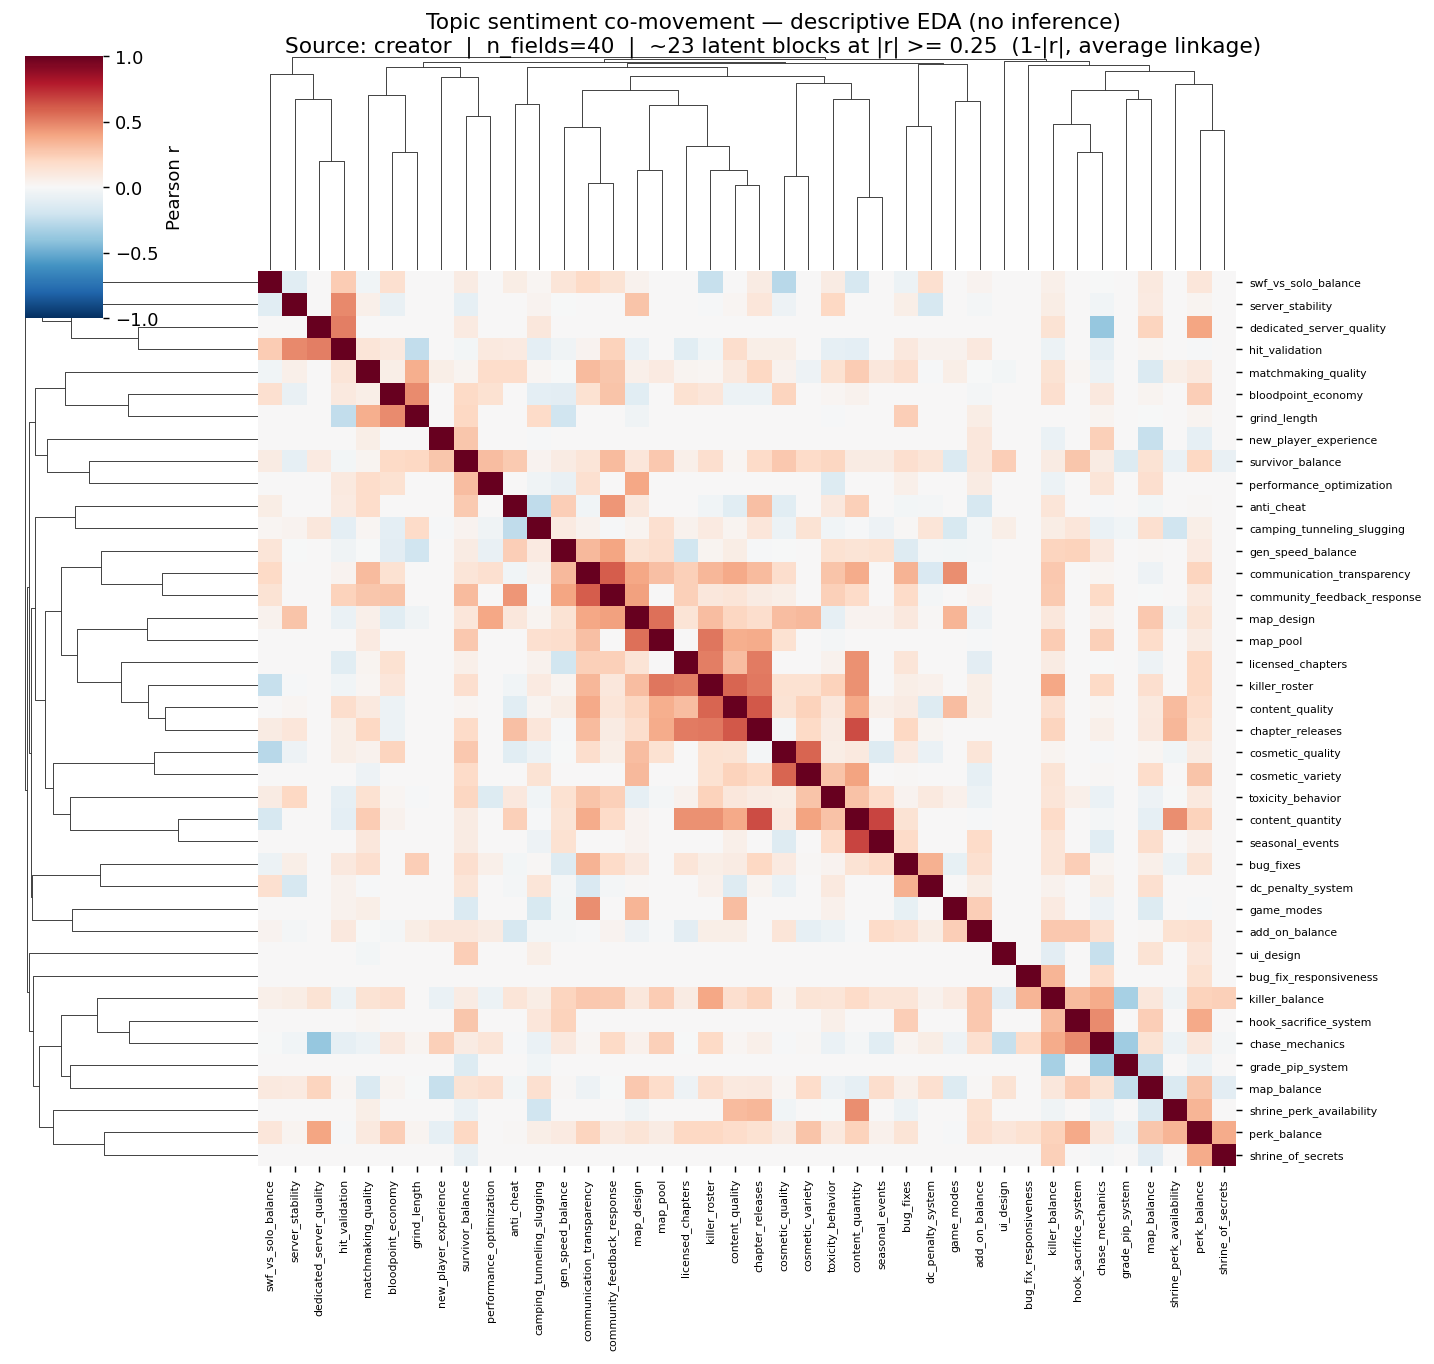 Topic sentiment co-movement — descriptive EDA (no inference)
Source: creator  |  n_fields=40  |  ~23 latent blocks at |r| >= 0.25  (1-|r|, average linkage)
1.0
0.5
0.0
−0.5
−1.0
Pearson r
swf_vs_solo_balance
server_stability
dedicated_server_quality
hit_validation
matchmaking_quality
bloodpoint_economy
grind_length
new_player_experience
survivor_balance
performance_optimization
anti_cheat
camping_tunneling_slugging
gen_speed_balance
communication_transparency
community_feedback_response
map_design
map_pool
licensed_chapters
killer_roster
content_quality
chapter_releases
cosmetic_quality
cosmetic_variety
toxicity_behavior
content_quantity
seasonal_events
bug_fixes
dc_penalty_system
game_modes
add_on_balance
ui_design
bug_fix_responsiveness
killer_balance
hook_sacrifice_system
chase_mechanics
grade_pip_system
map_balance
shrine_perk_availability
perk_balance
shrine_of_secrets
swf_vs_solo_balance
server_stability
dedicated_server_quality
hit_validation
matchmaking_quality
bloodpoint_economy
grind_length
new_player_experience
survivor_balance
performance_optimization
anti_cheat
camping_tunneling_slugging
gen_speed_balance
communication_transparency
community_feedback_response
map_design
map_pool
licensed_chapters
killer_roster
content_quality
chapter_releases
cosmetic_quality
cosmetic_variety
toxicity_behavior
content_quantity
seasonal_events
bug_fixes
dc_penalty_system
game_modes
add_on_balance
ui_design
bug_fix_responsiveness
killer_balance
hook_sacrifice_system
chase_mechanics
grade_pip_system
map_balance
shrine_perk_availability
perk_balance
shrine_of_secrets